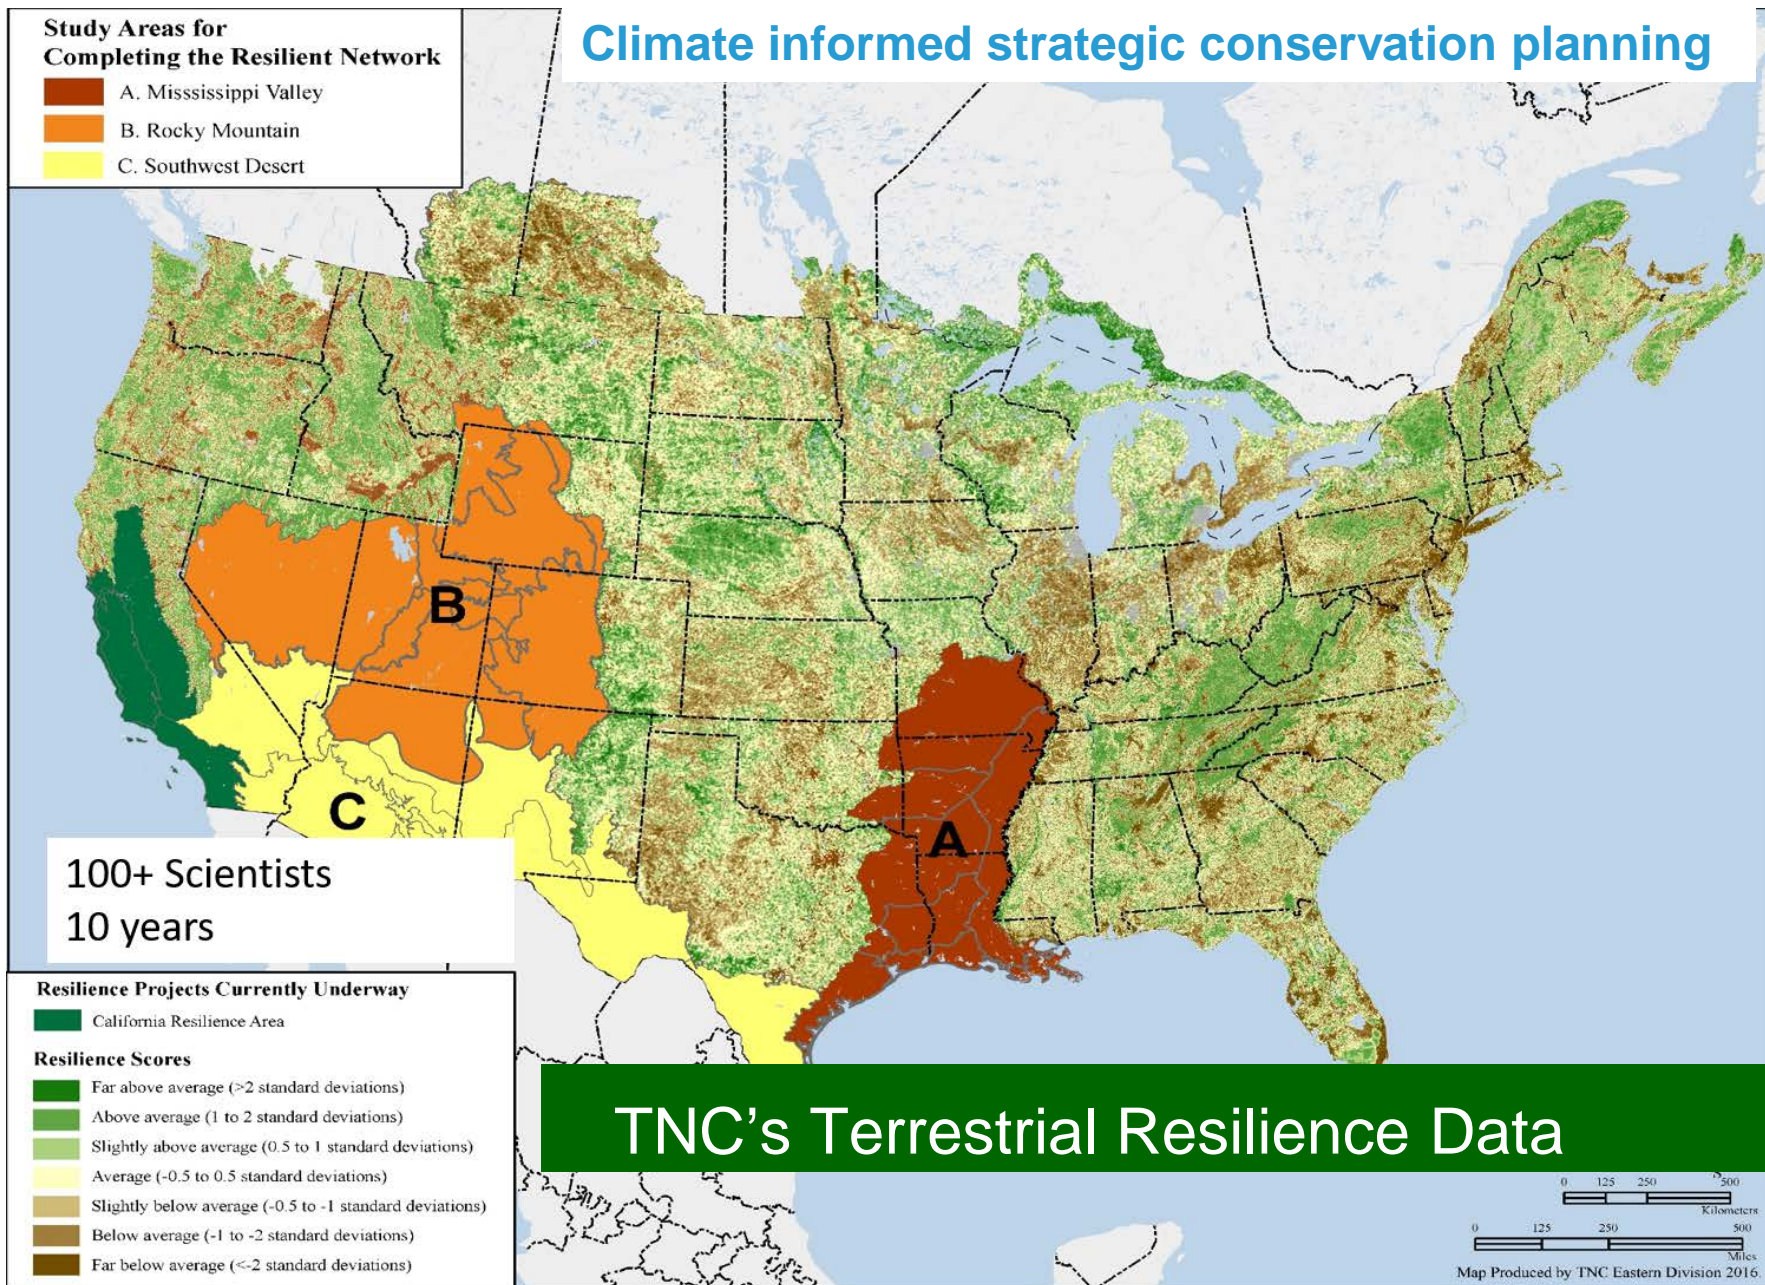 Climate informed strategic conservation planning
Study Areas for
Completing the Resilient Network
A. Misssissippi Valley
B. Rocky Mountain
C. Southwest Desert
B
C
A
100+ Scientists
10 years
Resilience Projects Currently Underway
California Resilience Area
Resilience Scores
Far above average (>2 standard deviations)
Above average (1 to 2 standard deviations)
Slightly above average (0.5 to 1 standard deviations)
Average (-0.5 to 0.5 standard deviations)
Slightly below average (-0.5 to -1 standard deviations)
Below average (-1 to -2 standard deviations)
Far below average (<-2 standard deviations)
TNC's Terrestrial Resilience Data
0 125 250 500
Kilometers
0 125 250 500
Miles
Map Produced by TNC Eastern Division 2016.